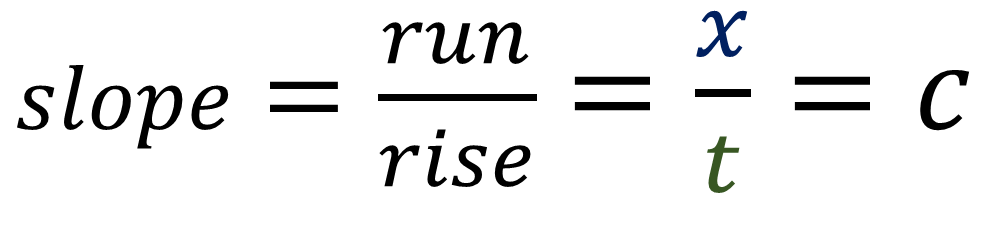 slope = run/rise = x/t = c